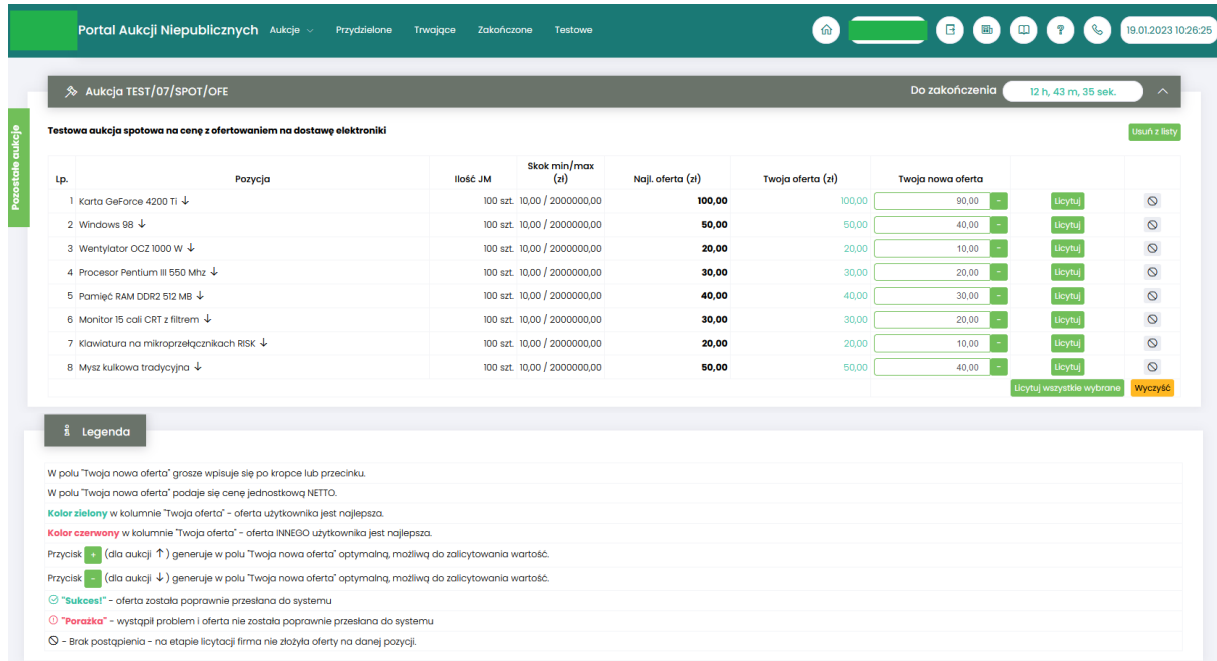 Portal Aukcji Niepublicznych Aukcje Przydzielone Trwające Zakończone Testowe 19.01.2023 10:26:25
Pozostałe aukcje
Aukcja TEST/07/SPOT/OFE Do zakończenia 12 h, 43 m, 35 sek.
Testowa aukcja spotowa na cenę z ofertowaniem na dostawę elektroniki Usuń z listy
Lp. Pozycja Ilość JM Skok min/max (zł) Najl. oferta (zł) Twoja oferta (zł) Twoja nowa oferta
1 Karta GeForce 4200 Ti ↓ 100 szt. 10,00 / 2000000,00 100,00 100,00 90,00 - Licytuj
2 Windows 98 ↓ 100 szt. 10,00 / 2000000,00 50,00 50,00 40,00 - Licytuj
3 Wentylator OCZ 1000 W ↓ 100 szt. 10,00 / 2000000,00 20,00 20,00 10,00 - Licytuj
4 Procesor Pentium III 550 Mhz ↓ 100 szt. 10,00 / 2000000,00 30,00 30,00 20,00 - Licytuj
5 Pamięć RAM DDR2 512 MB ↓ 100 szt. 10,00 / 2000000,00 40,00 40,00 30,00 - Licytuj
6 Monitor 15 cali CRT z filtrem ↓ 100 szt. 10,00 / 2000000,00 30,00 30,00 20,00 - Licytuj
7 Klawiatura na mikroprzełącznikach RISK ↓ 100 szt. 10,00 / 2000000,00 20,00 20,00 10,00 - Licytuj
8 Mysz kulkowa tradycyjna ↓ 100 szt. 10,00 / 2000000,00 50,00 50,00 40,00 - Licytuj
Licytuj wszystkie wybrane Wyczyść
Legenda
W polu "Twoja nowa oferta" grosze wpisuje się po kropce lub przecinku.
W polu "Twoja nowa oferta" podaje się cenę jednostkową NETTO.
Kolor zielony w kolumnie "Twoja oferta" - oferta użytkownika jest najlepsza.
Kolor czerwony w kolumnie "Twoja oferta" - oferta INNEGO użytkownika jest najlepsza.
Przycisk + (dla aukcji ↑) generuje w polu "Twoja nowa oferta" optymalną, możliwą do zalicytowania wartość.
Przycisk - (dla aukcji ↓) generuje w polu "Twoja nowa oferta" optymalną, możliwą do zalicytowania wartość.
"Sukces!" - oferta została poprawnie przesłana do systemu
"Porażka" - wystąpił problem i oferta nie została poprawnie przesłana do systemu
- Brak postąpienia - na etapie licytacji firma nie złożyła oferty na danej pozycji.